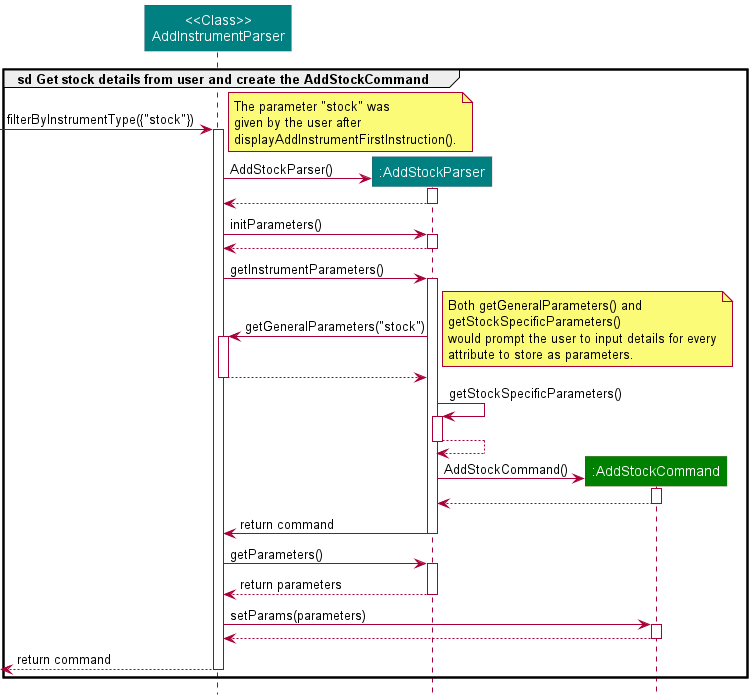 <<Class>>
AddInstrumentParser
sd Get stock details from user and create the AddStockCommand
filterByInstrumentType({"stock"})
The parameter "stock" was
given by the user after
displayAddInstrumentFirstInstruction().
AddStockParser()
:AddStockParser
initParameters()
getInstrumentParameters()
Both getGeneralParameters() and
getStockSpecificParameters()
would prompt the user to input details for every
attribute to store as parameters.
getGeneralParameters("stock")
getStockSpecificParameters()
AddStockCommand()
:AddStockCommand
return command
getParameters()
return parameters
setParams(parameters)
return command